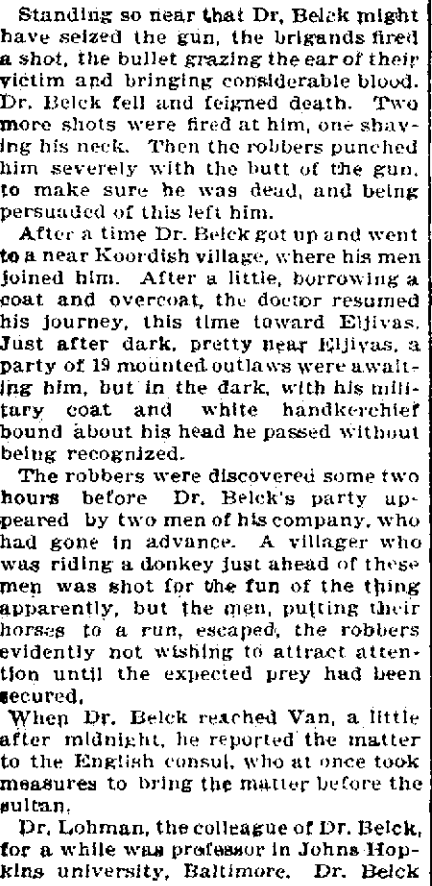 Standing so near that Dr. Belck might
have seized the gun, the brigands fired
a shot, the bullet grazing the ear of their
victim and bringing considerable blood.
Dr. Belck fell and feigned death. Two
more shots were fired at him, one shav-
ing his neck. Then the robbers punched
him severely with the butt of the gun,
to make sure he was dead, and being
persuaded of this left him.
After a time Dr. Belck got up and went
to a near Koordish village, where his men
joined him. After a little, borrowing a
coat and overcoat, the doctor resumed
his journey, this time toward Eljivas.
Just after dark, pretty near Eljivas, a
party of 19 mounted outlaws were await-
ing him, but in the dark, with his mili-
tary coat and white handkerchief
bound about his head he passed without
being recognized.
The robbers were discovered some two
hours before Dr. Belck's party ap-
peared by two men of his company, who
had gone in advance. A villager who
was riding a donkey just ahead of these
men was shot for the fun of the thing
apparently, but the men, putting their
horses to a run, escaped, the robbers
evidently not wishing to attract atten-
tion until the expected prey had been
secured.
When Dr. Belck reached Van, a little
after midnight, he reported the matter
to the English consul, who at once took
measures to bring the matter before the
sultan.
Dr. Lohman, the colleague of Dr. Belck,
for a while was professor in Johns Hop-
kins university, Baltimore. Dr. Belck